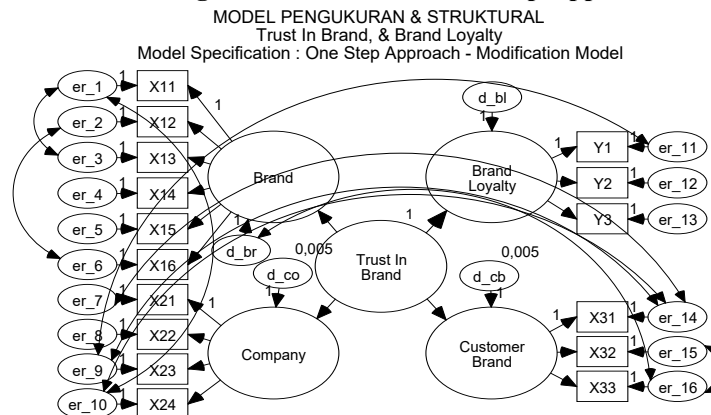 MODEL PENGUKURAN & STRUKTURAL
Trust In Brand, & Brand Loyalty
Model Specification : One Step Approach - Modification Model
er_1 1 X11
1
er_2 1 X12
er_3 1 X13
er_4 1 X14
er_5 1 X15
er_6 1 X16
er_7 1 X21
er_8 1 X22
er_9 1 X23
er_10 1 X24
Brand
1
d_br
0,005
d_co
1
1
Company
Trust In
Brand
1
d_bl
1
Brand
Loyalty
1
Y1 1 er_11
Y2 1 er_12
Y3 1 er_13
0,005
d_cb
1
Customer
Brand
1
X31 1 er_14
X32 1 er_15
X33 1 er_16